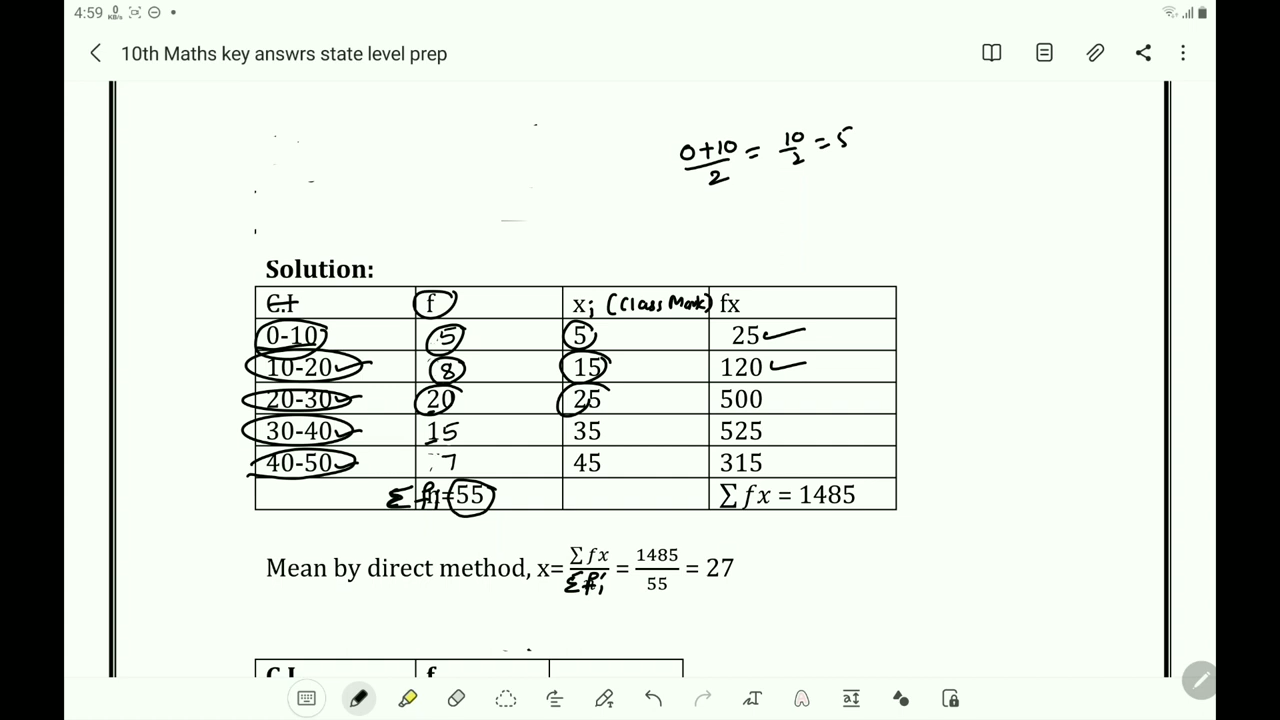 4:59 0 KB/s
10th Maths key answrs state level prep
0+10/2 = 10/2 = 5
Solution:
C.I f xi (Class Mark) fx
0-10 5 5 25
10-20 8 15 120
20-30 20 25 500
30-40 15 35 525
40-50 7 45 315
Σfi=55 ∑fx = 1485
Mean by direct method, x= ∑fx/Σfi = 1485/55 = 27
C.I f